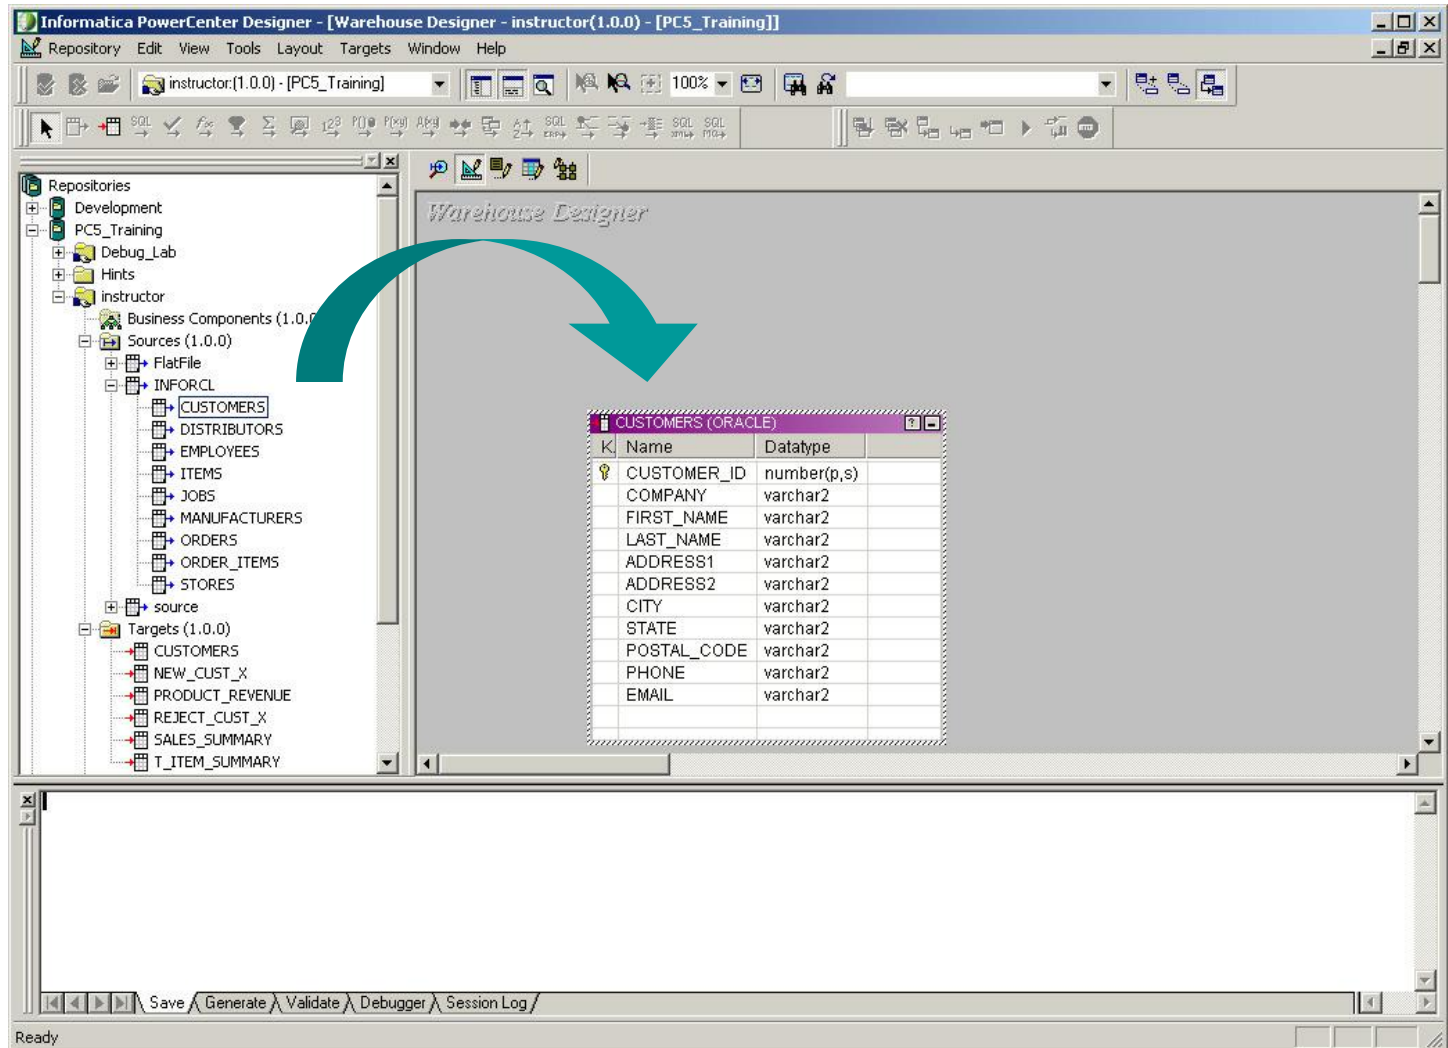 Informatica PowerCenter Designer - [Warehouse Designer - instructor(1.0.0) - [PC5_Training]]
Repository Edit View Tools Layout Targets Window Help
instructor:(1.0.0) - [PC5_Training]
100%
Repositories
Development
PC5_Training
Debug_Lab
Hints
instructor
Business Components (1.0.0
Sources (1.0.0)
FlatFile
INFORCL
CUSTOMERS
DISTRIBUTORS
EMPLOYEES
ITEMS
JOBS
MANUFACTURERS
ORDERS
ORDER_ITEMS
STORES
source
Targets (1.0.0)
CUSTOMERS
NEW_CUST_X
PRODUCT_REVENUE
REJECT_CUST_X
SALES_SUMMARY
T_ITEM_SUMMARY
Warehouse Designer
CUSTOMERS (ORACLE)
K Name Datatype
CUSTOMER_ID number(p,s)
COMPANY varchar2
FIRST_NAME varchar2
LAST_NAME varchar2
ADDRESS1 varchar2
ADDRESS2 varchar2
CITY varchar2
STATE varchar2
POSTAL_CODE varchar2
PHONE varchar2
EMAIL varchar2
Save Generate Validate Debugger Session Log
Ready